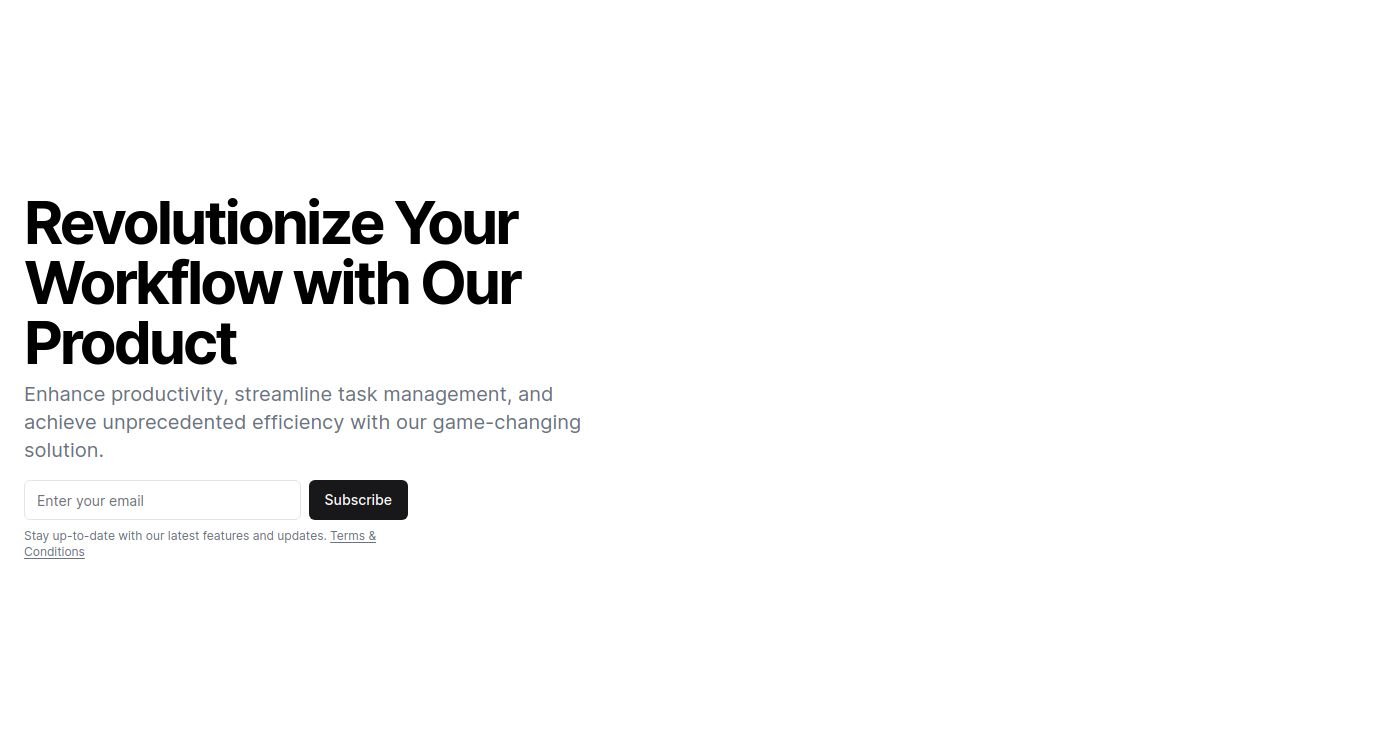 Revolutionize Your
Workflow with Our
Product
Enhance productivity, streamline task management, and
achieve unprecedented efficiency with our game-changing
solution.
Enter your email
Subscribe
Stay up-to-date with our latest features and updates. Terms &
Conditions